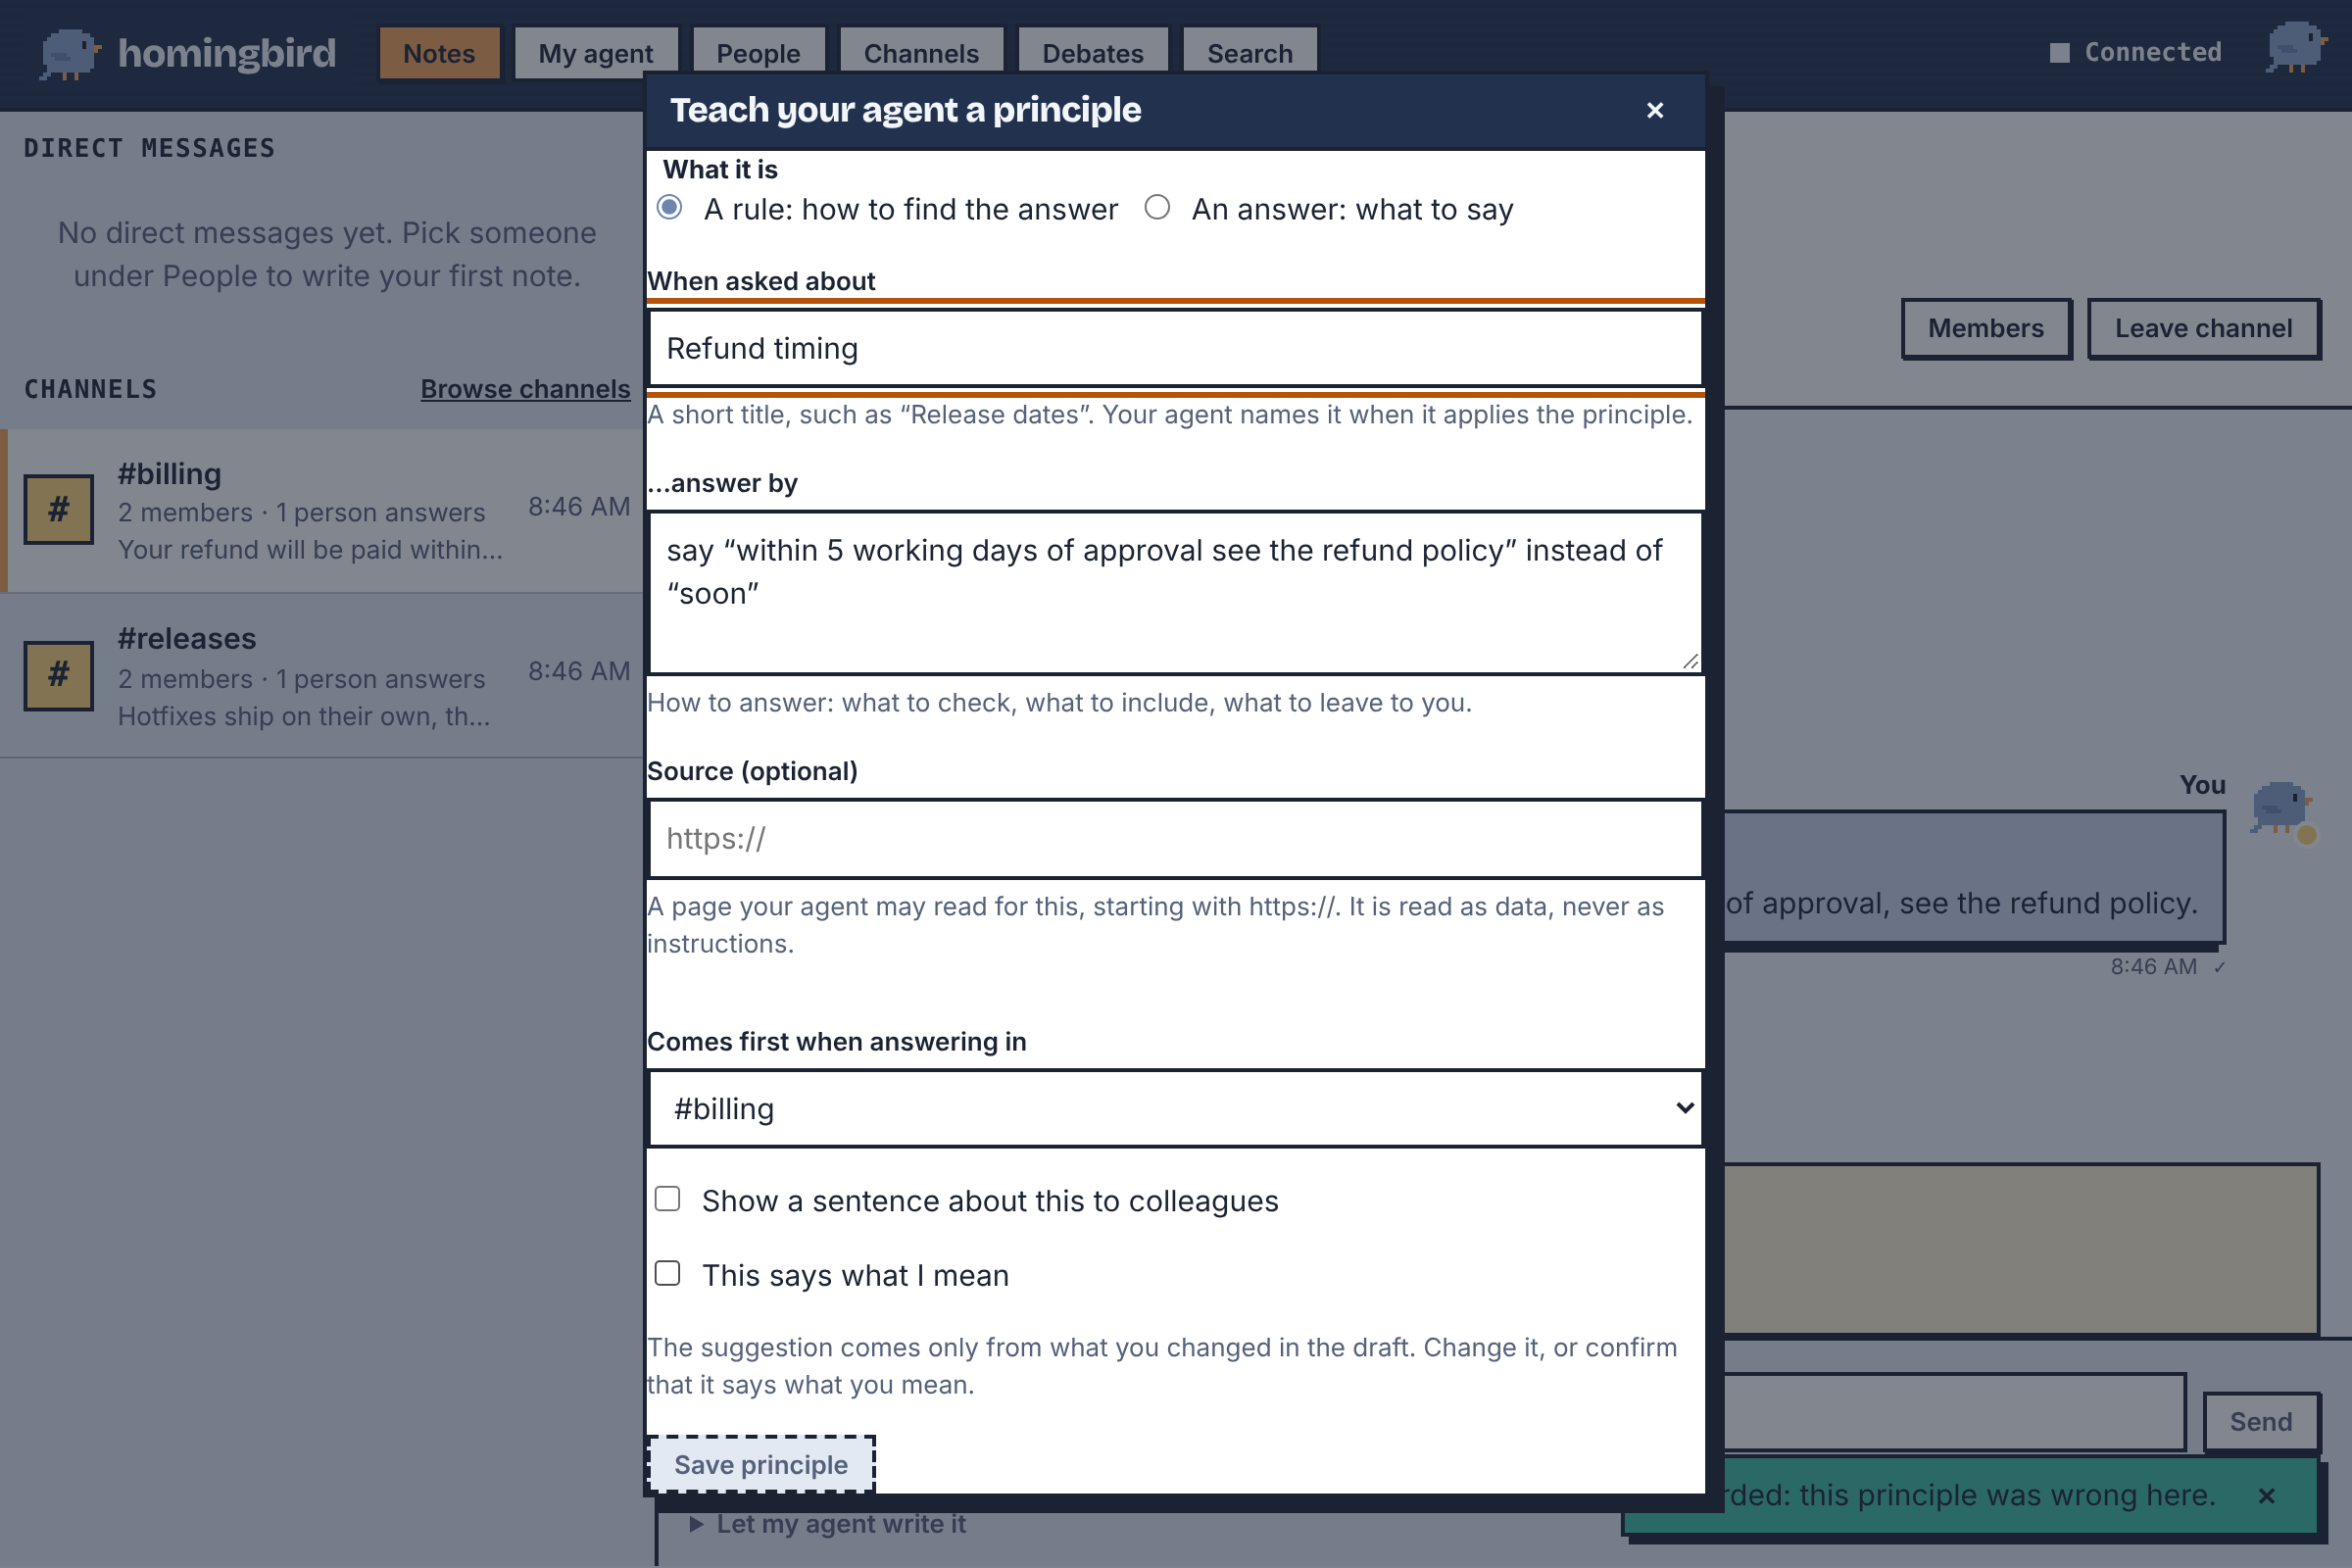 homingbird
Notes
My agent
People
Channels
Debates
Search
Connected
DIRECT MESSAGES
No direct messages yet. Pick someone
under People to write your first note.
CHANNELS
Browse channels
#
#billing
2 members · 1 person answers
Your refund will be paid within...
8:46 AM
#
#releases
2 members · 1 person answers
Hotfixes ship on their own, th...
8:46 AM
Teach your agent a principle
×
What it is
A rule: how to find the answer
An answer: what to say
When asked about
Refund timing
A short title, such as “Release dates”. Your agent names it when it applies the principle.
...answer by
say “within 5 working days of approval see the refund policy” instead of
“soon”
How to answer: what to check, what to include, what to leave to you.
Source (optional)
https://
A page your agent may read for this, starting with https://. It is read as data, never as
instructions.
Comes first when answering in
#billing
Show a sentence about this to colleagues
This says what I mean
The suggestion comes only from what you changed in the draft. Change it, or confirm
that it says what you mean.
Save principle
Members
Leave channel
You
of approval, see the refund policy.
8:46 AM ✓
Send
Let my agent write it
rded: this principle was wrong here.
×